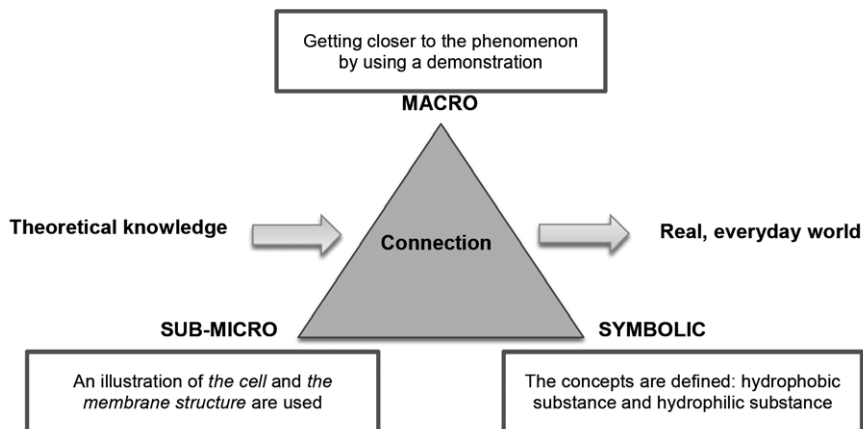 Getting closer to the phenomenon
by using a demonstration
MACRO
Theoretical knowledge
Connection
Real, everyday world
SUB-MICRO
SYMBOLIC
An illustration of the cell and the
membrane structure are used
The concepts are defined: hydrophobic
substance and hydrophilic substance